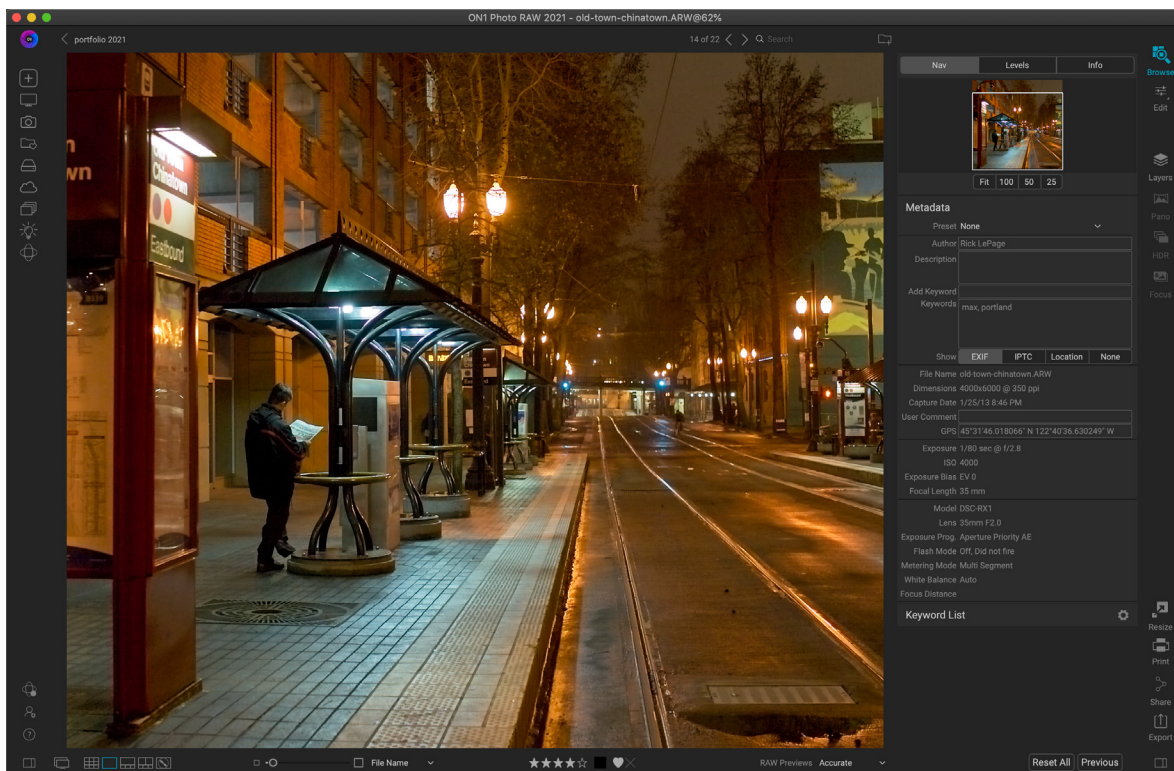 ON1 Photo RAW 2021 - old-town-chinatown.ARW@62%
ON1
portfolio 2021
14 of 22
Search
Nav
Levels
Info
Browse
Edit
Layers
Pano
HDR
Focus
Fit
100
50
25
Metadata
Preset None
Author Rick LePage
Description
Add Keyword
Keywords max, portland
Show EXIF IPTC Location None
File Name old-town-chinatown.ARW
Dimensions 4000x6000 @ 350 ppi
Capture Date 1/25/13 8:46 PM
User Comment
GPS 45°31'46.018066" N 122°40'36.630249" W
Exposure 1/80 sec @ f/2.8
ISO 4000
Exposure Bias EV 0
Focal Length 35 mm
Model DSC-RX1
Lens 35mm F2.0
Exposure Prog. Aperture Priority AE
Flash Mode Off, Did not fire
Metering Mode Multi Segment
White Balance Auto
Focus Distance
Keyword List
Resize
Print
Share
Export
wn
Chinatown
Eastbound
File Name
RAW Previews Accurate
Reset All
Previous